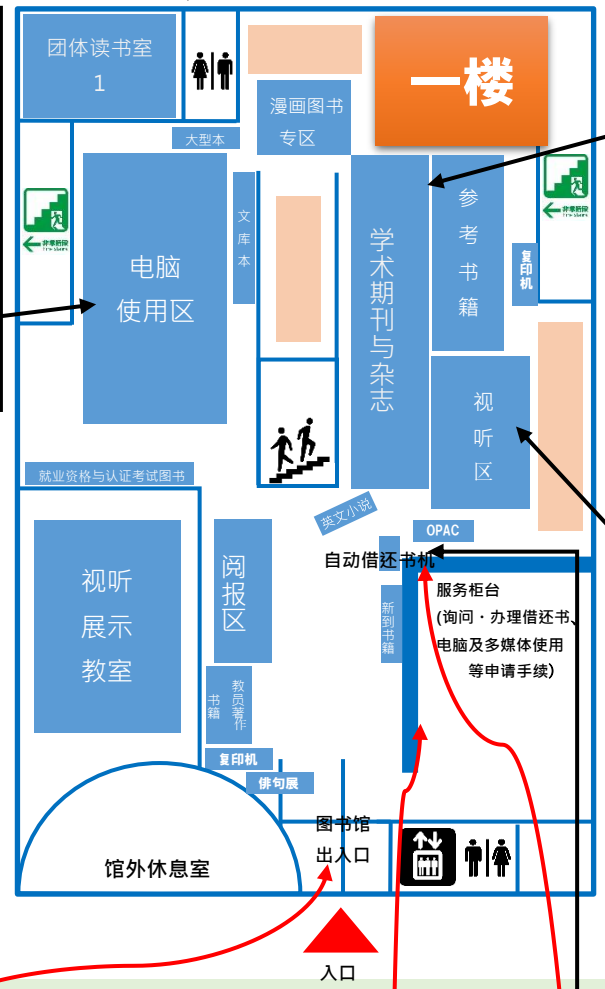 团体读书室
1
一楼
漫画图书
专区
大型本
文库本
参考书籍
复印机
电脑
使用区
学术期刊与杂志
视听区
就业资格与认证考试图书
英文小说
OPAC
自动借还书机
阅报区
视听
展示
教室
新到书籍
服务柜台
(询问·办理借还书、
电脑及多媒体使用
等申请手续)
教员著作
书籍
复印机
俳句展
图书馆
出入口
馆外休息室
入口